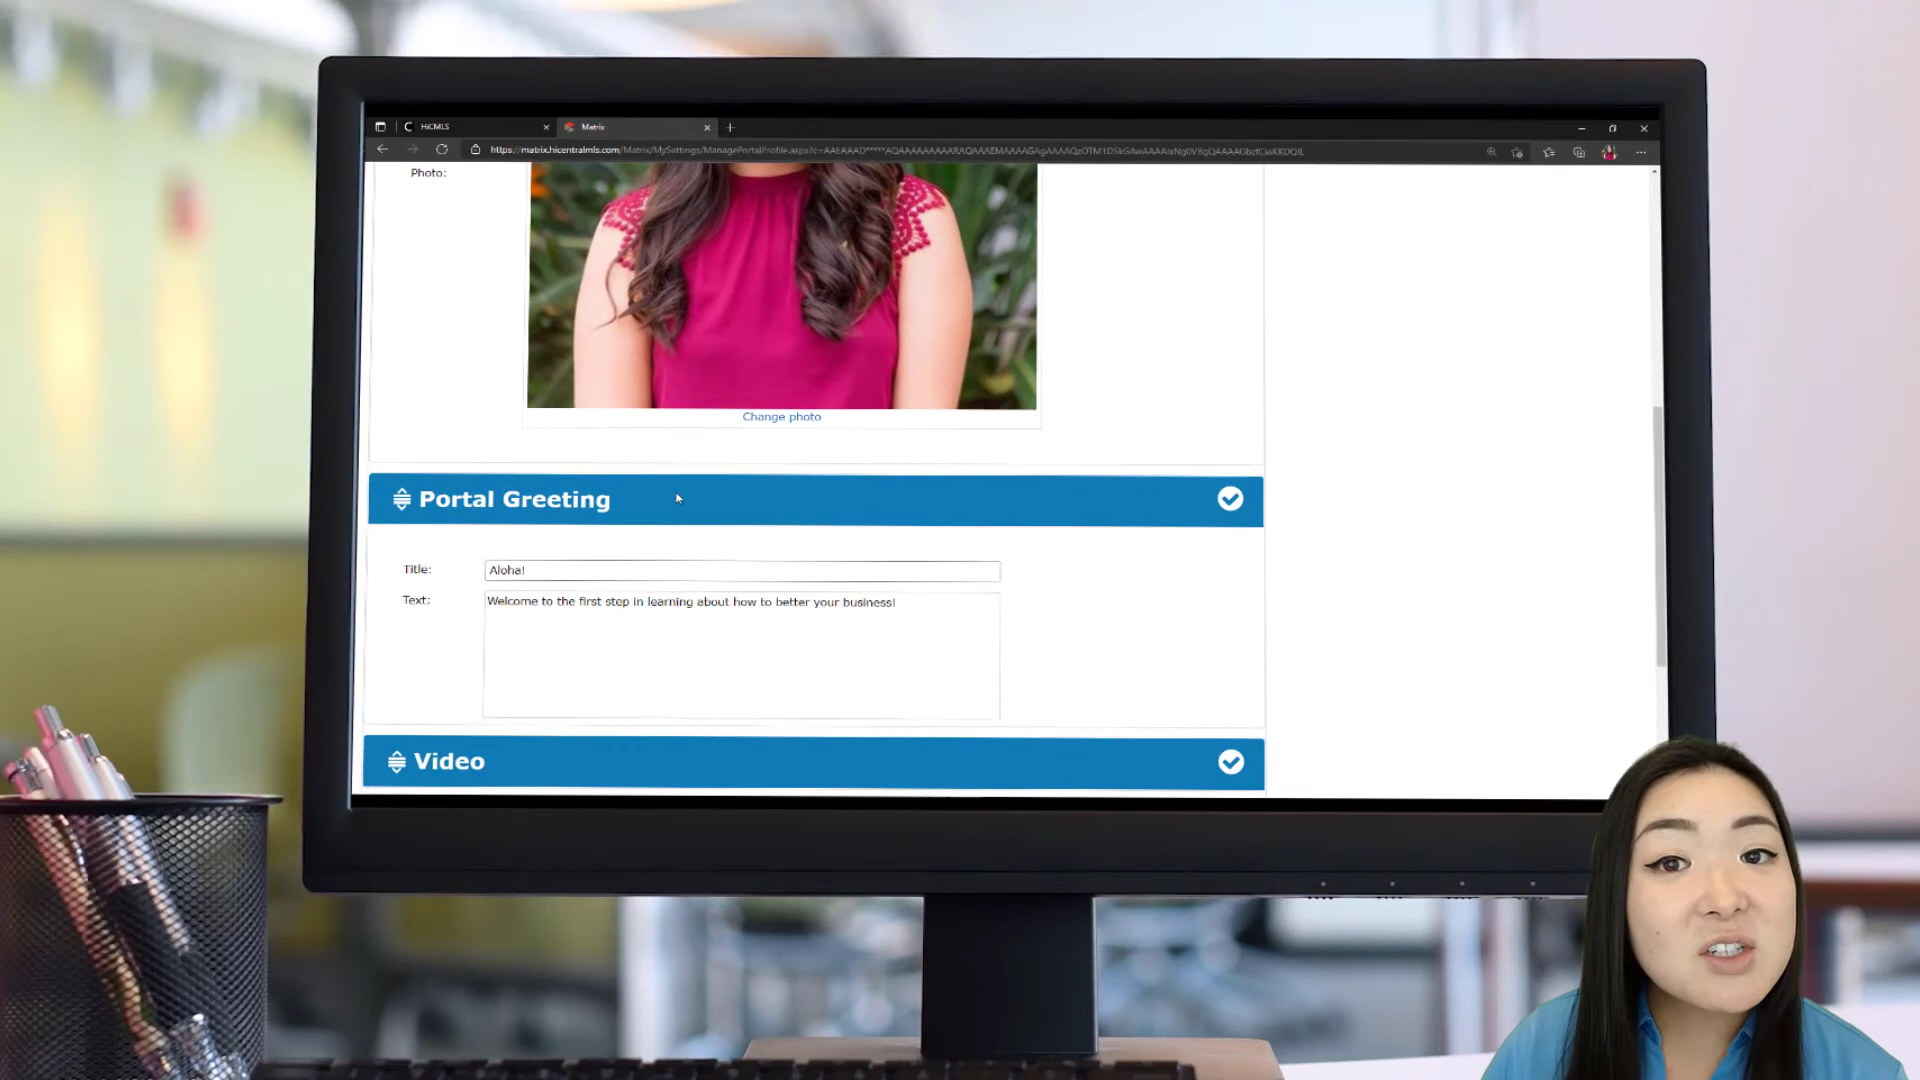 HiCMLS
Matrix
Photo:
Change photo
Portal Greeting
Title: Aloha!
Text: Welcome to the first step in learning about how to better your business!
Video